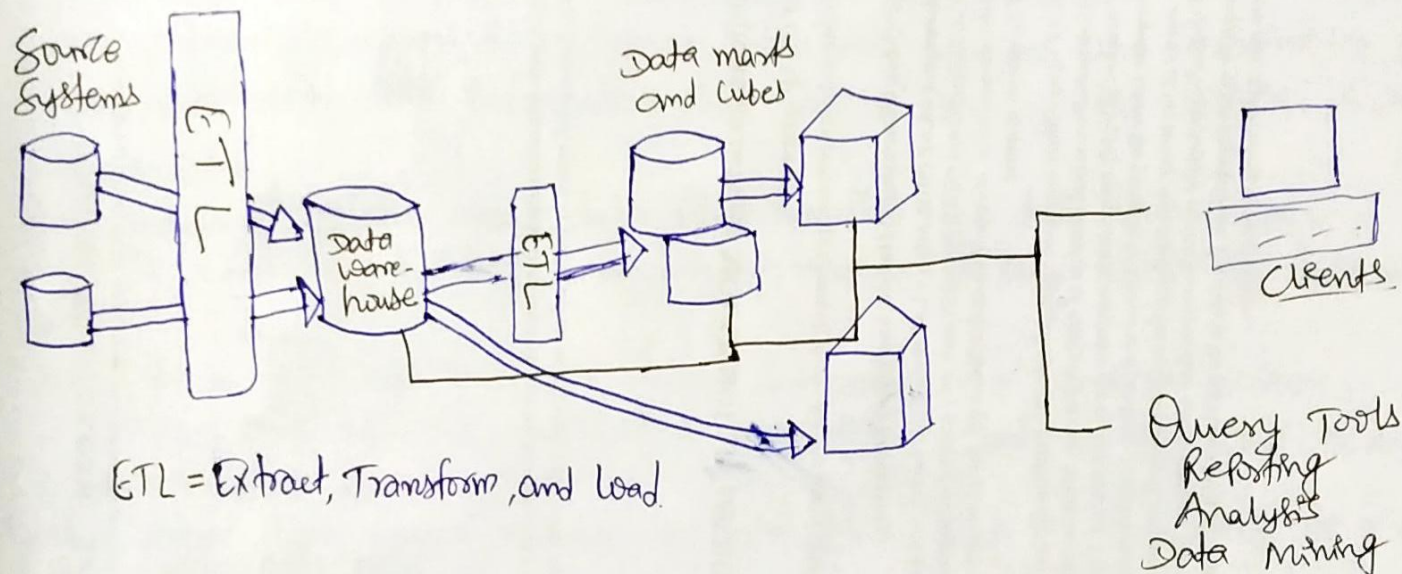 Source
Systems
ETL
Data
ware-
house
ETL
Data marts
and Cubes
Clients
Query Tools
Reporting
Analysis
Data Mining
ETL = Extract, Transform, and Load.